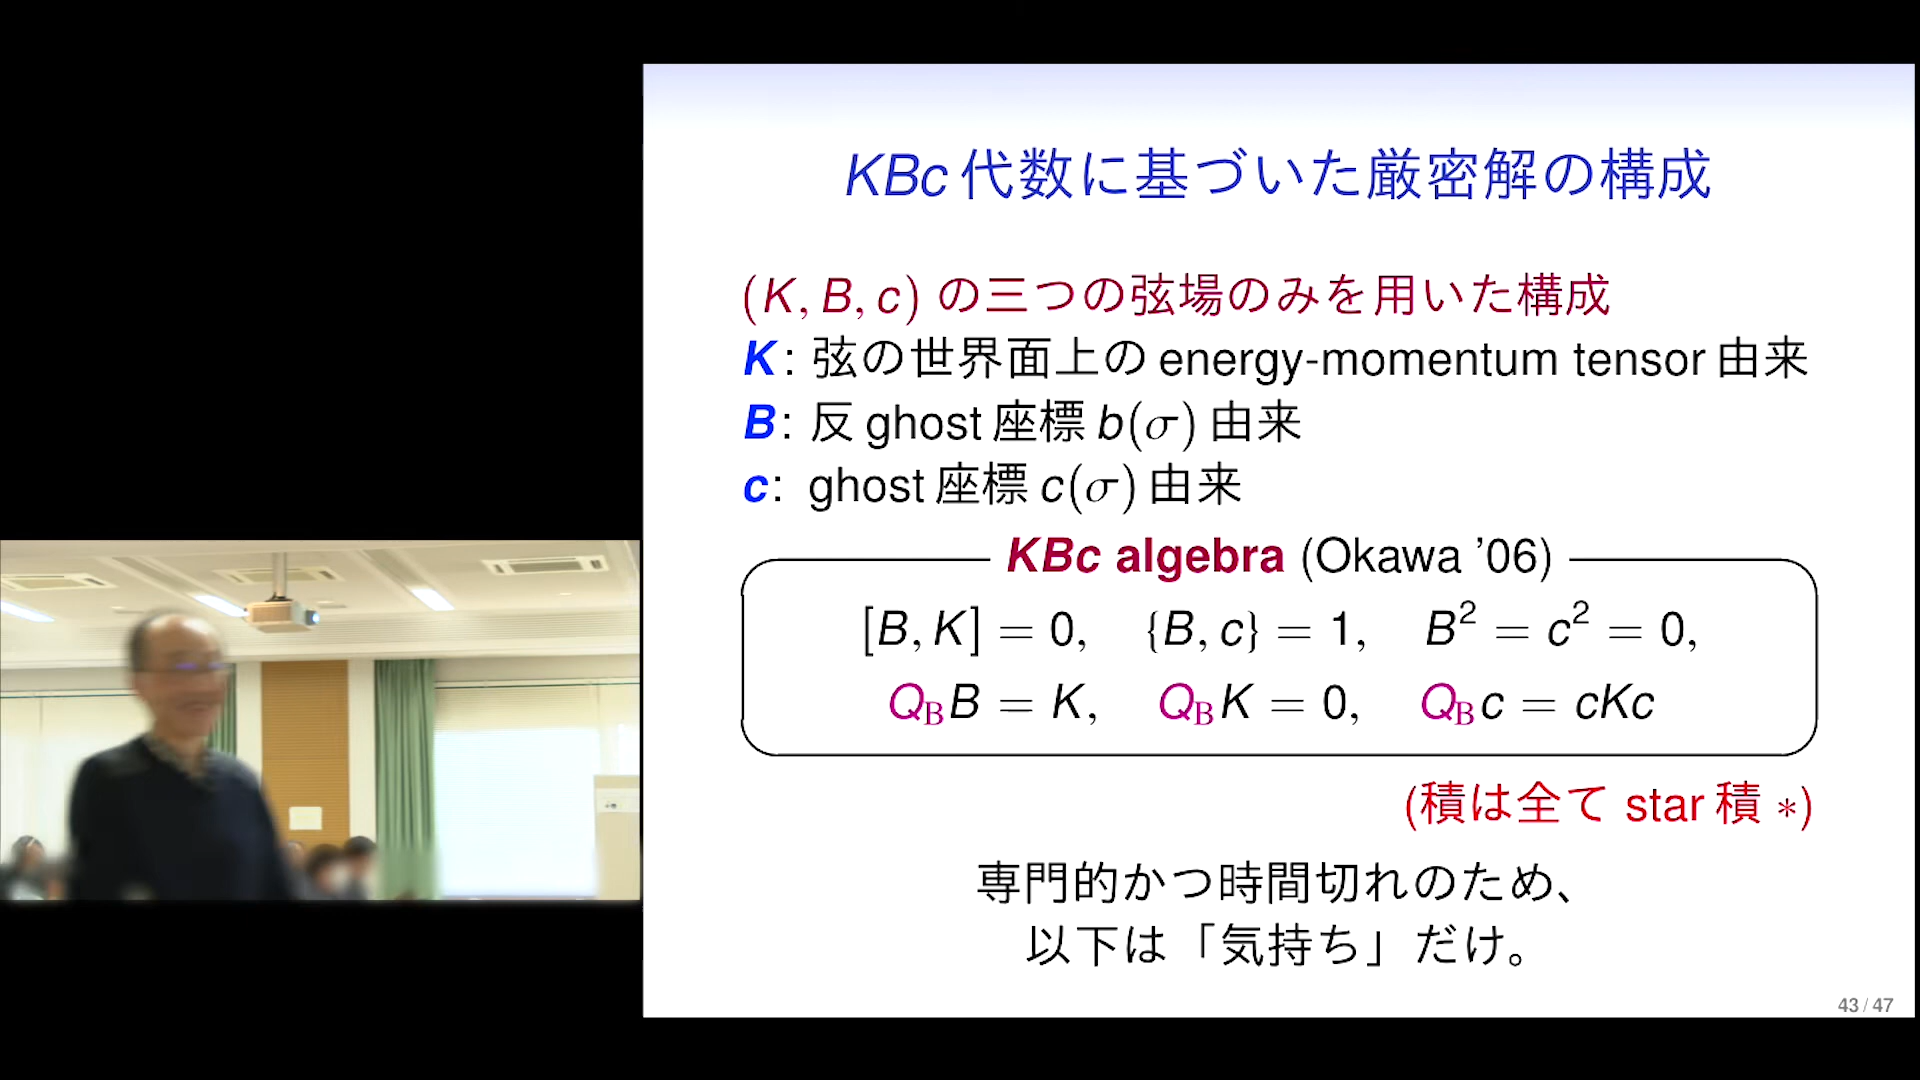 KBc 代数に基づいた厳密解の構成
(K, B, c) の三つの弦場のみを用いた構成
K: 弦の世界面上の energy-momentum tensor 由来
B: 反 ghost 座標 b(σ) 由来
c: ghost 座標 c(σ) 由来
KBc algebra (Okawa ’06)
[B, K] = 0, {B, c} = 1, B² = c² = 0,
Q_B B = K, Q_B K = 0, Q_B c = cKc
(積は全て star 積 ∗)
専門的かつ時間切れのため、
以下は「気持ち」だけ。
43 / 47